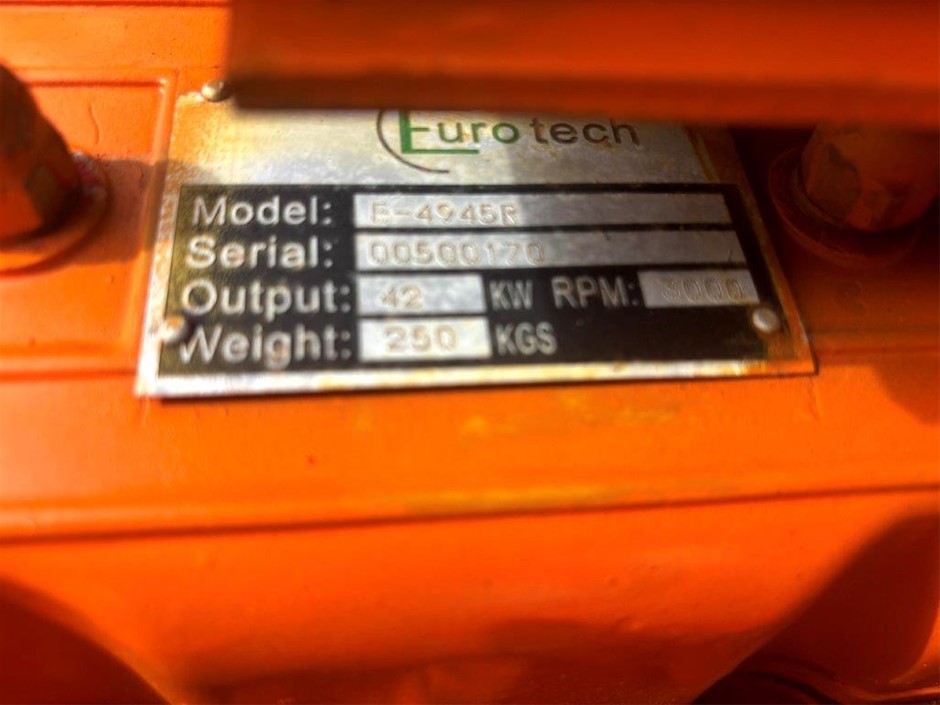 Eurotech
Model: E-4945R
Serial: 00500170
Output: 42 KW RPM: 3000
Weight: 250 KGS